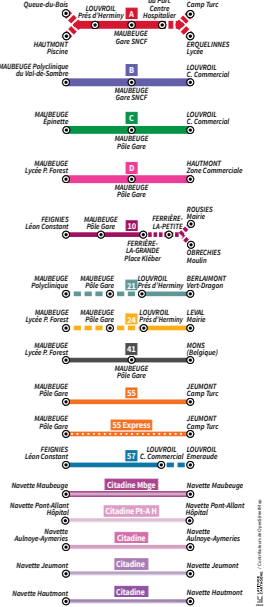 Queue-du-Bois
LOUVROIL
Prés d'Herminy
A
du Parc
Centre
Hospitalier
Camp Turc
HAUTMONT
Piscine
MAUBEUGE
Gare SNCF
ERQUELINNES
Lycée
MAUBEUGE Polyclinique
du Val-de-Sambre
B
LOUVROIL
C. Commercial
MAUBEUGE
Gare SNCF
MAUBEUGE
Épinette
C
LOUVROIL
C. Commercial
MAUBEUGE
Pôle Gare
MAUBEUGE
Lycée P. Forest
D
HAUTMONT
Zone Commerciale
MAUBEUGE
Pôle Gare
FEIGNIES
Léon Constant
MAUBEUGE
Pôle Gare
10
FERRIÈRE-
LA-PETITE
ROUSIES
Mairie
FERRIÈRE-
LA-GRANDE
Place Kléber
OBRECHIES
Moulin
MAUBEUGE
Polyclinique
MAUBEUGE
Pôle Gare
21
LOUVROIL
Prés d'Herminy
BERLAIMONT
Vert-Dragon
MAUBEUGE
Lycée P. Forest
MAUBEUGE
Pôle Gare
24
LOUVROIL
Prés d'Herminy
LEVAL
Mairie
MAUBEUGE
Lycée P. Forest
41
MONS
(Belgique)
MAUBEUGE
Pôle Gare
MAUBEUGE
Pôle Gare
55
JEUMONT
Camp Turc
MAUBEUGE
Pôle Gare
55 Express
JEUMONT
Camp Turc
FEIGNIES
Léon Constant
57
LOUVROIL
C. Commercial
LOUVROIL
Emeraude
Navette Maubeuge
Citadine Mbge
Navette Maubeuge
Navette Pont-Allant
Hôpital
Citadine Pt-A H
Navette Pont-Allant
Hôpital
Navette
Aulnoye-Aymeries
Citadine
Navette
Aulnoye-Aymeries
Navette Jeumont
Citadine
Navette Jeumont
Navette Hautmont
Citadine
Navette Hautmont